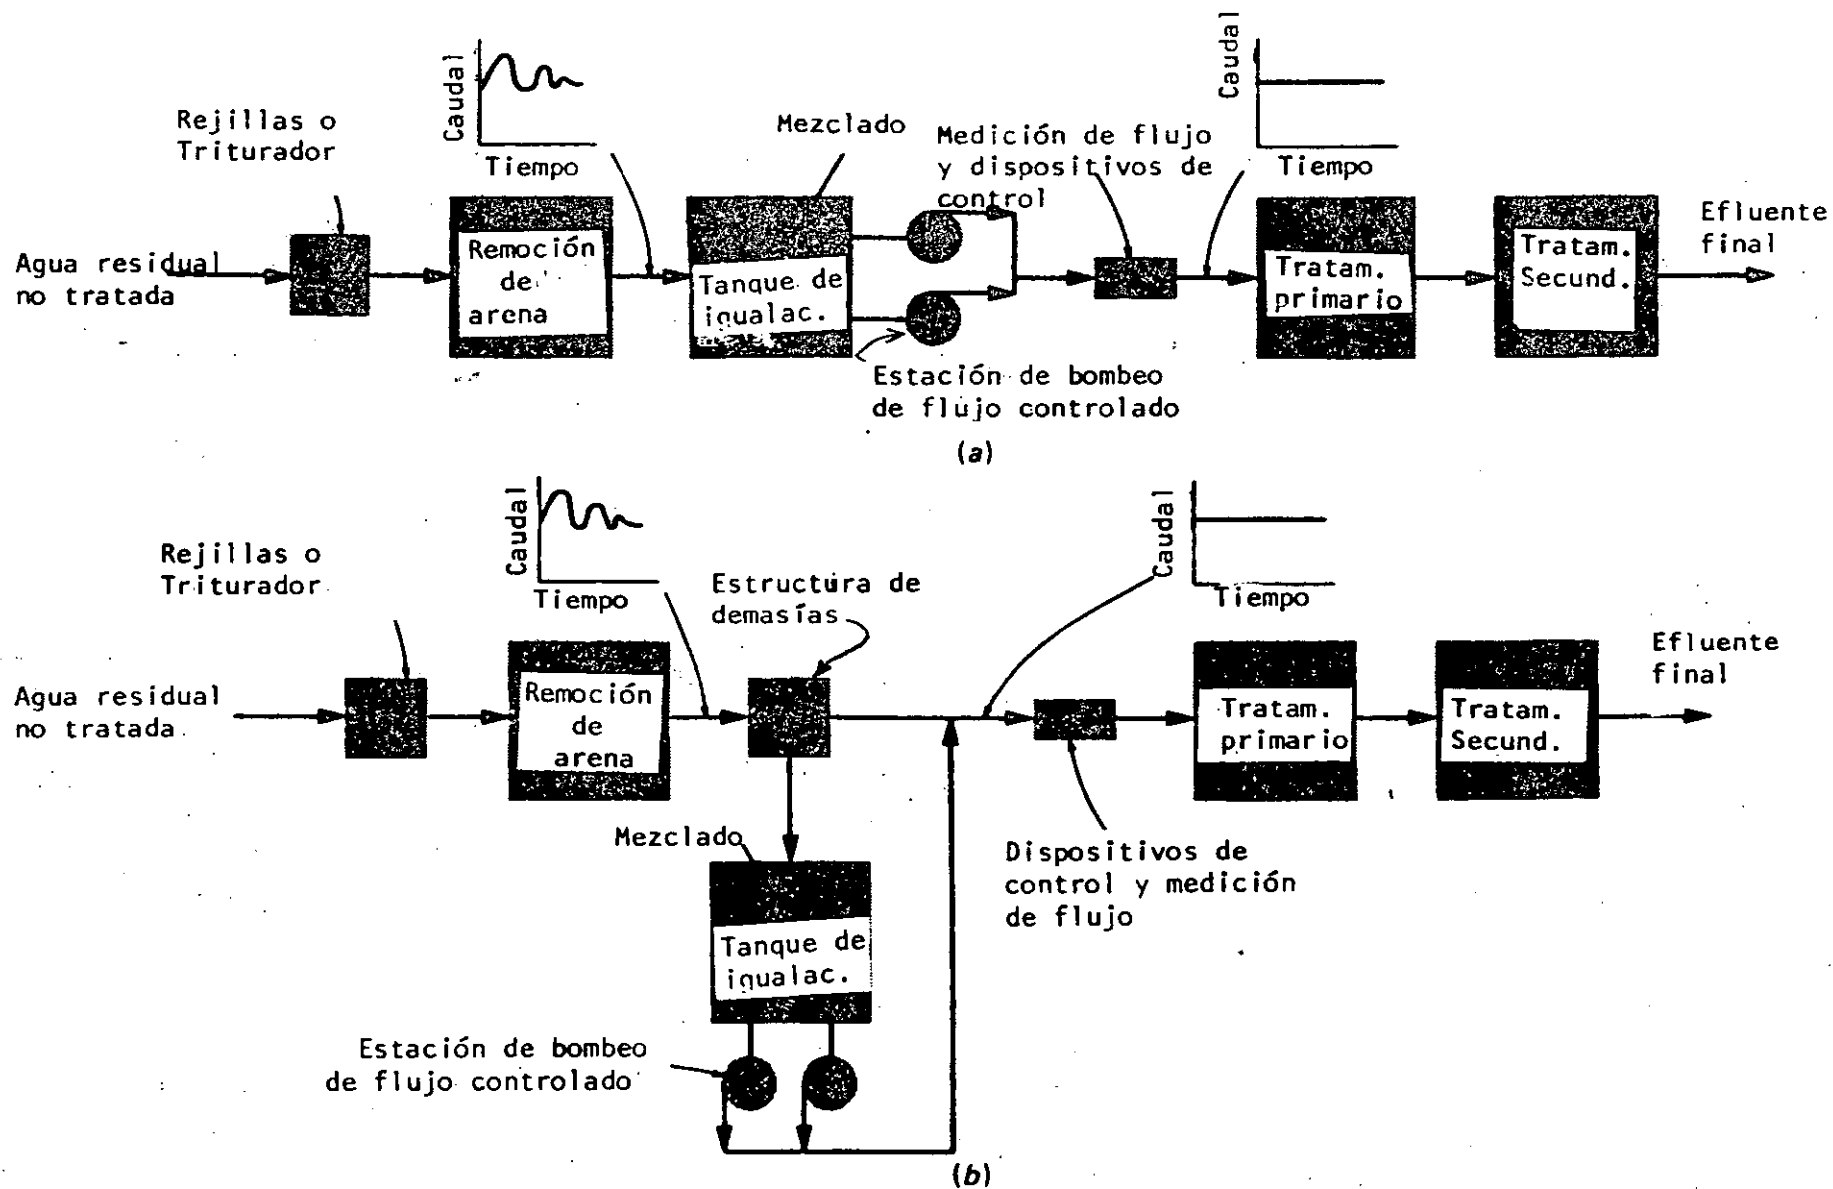 Caudal
Tiempo
Caudal
Tiempo
Rejillas o
Triturador
Mezclado
Medición de flujo
y dispositivos de
control
Agua residual
no tratada
Remoción
de
arena
Tanque de
igualac.
Tratam.
primario
Tratam.
Secund.
Efluente
final
Estación de bombeo
de flujo controlado
(a)
Caudal
Tiempo
Caudal
Tiempo
Rejillas o
Triturador
Estructura de
demasías
Agua residual
no tratada
Remoción
de
arena
Tratam.
primario
Tratam.
Secund.
Efluente
final
Mezclado
Dispositivos de
control y medición
de flujo
Tanque de
igualac.
Estación de bombeo
de flujo controlado
(b)